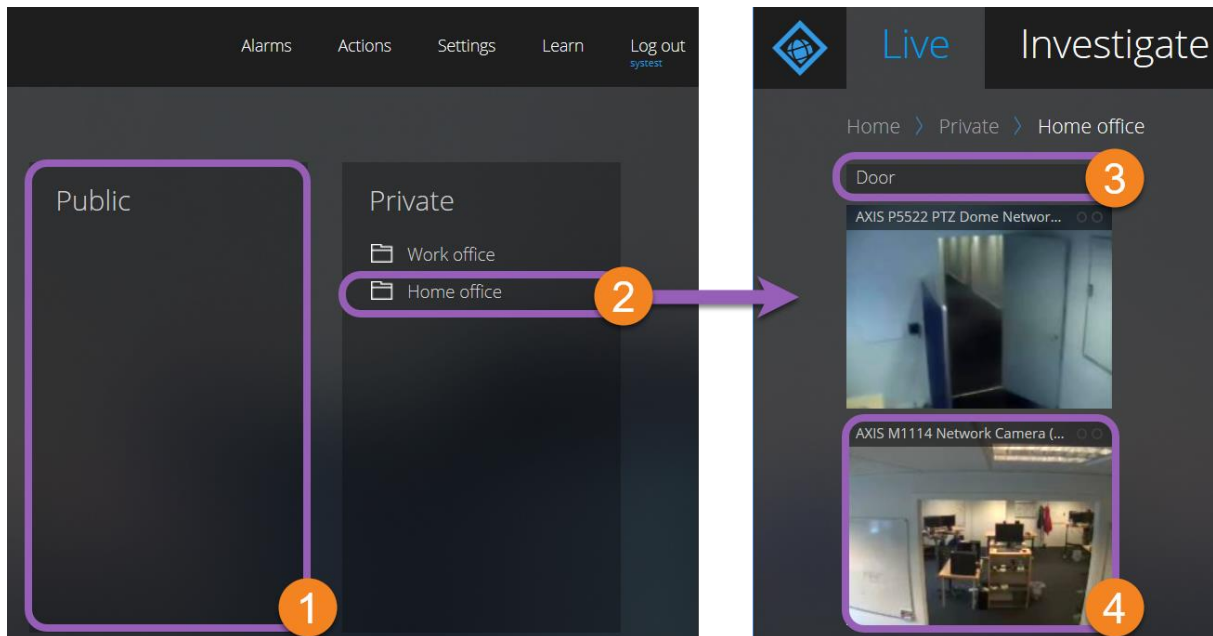 Alarms Actions Settings Learn Log out
systest
Public
Private
Work office
Home office
2
1
Live Investigate
Home 〉 Private 〉 Home office
Door
3
AXIS P5522 PTZ Dome Networ...
AXIS M1114 Network Camera (...
4